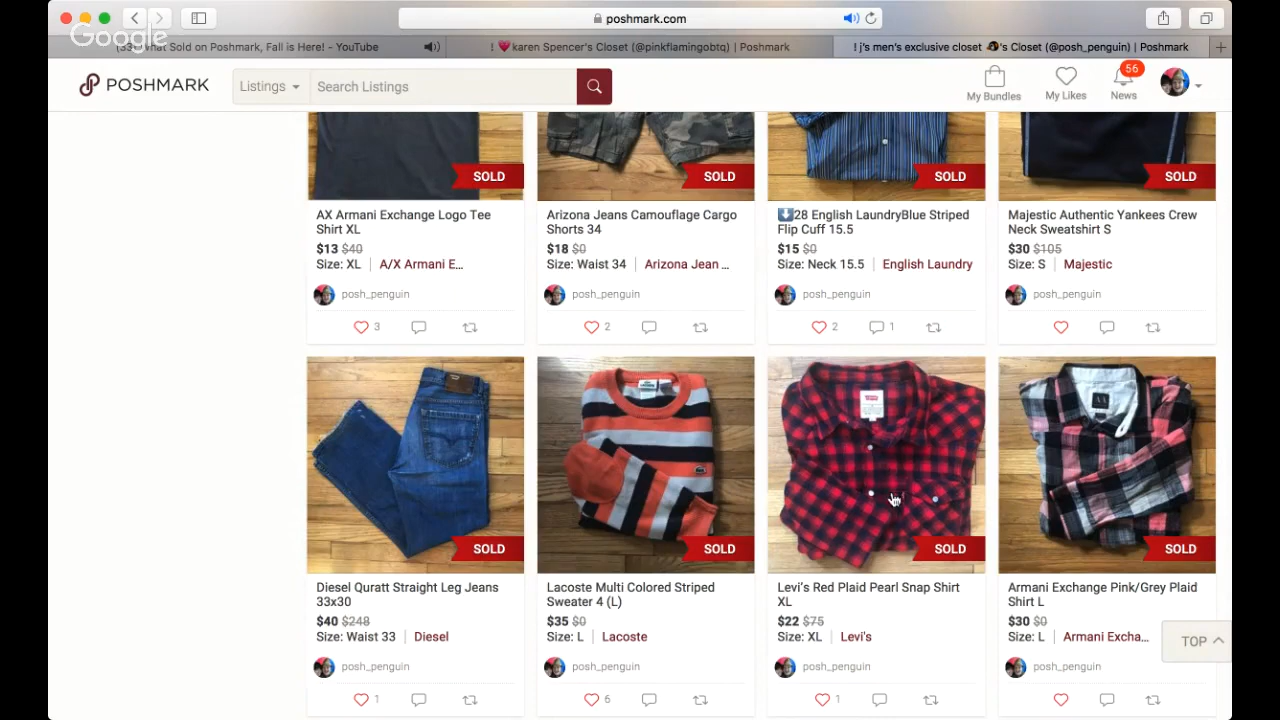 poshmark.com
Google
(33) What Sold on Poshmark, Fall is Here! - YouTube
! 💗karen Spencer's Closet (@pinkflamingobtq) | Poshmark
! j's men's exclusive closet 🐧's Closet (@posh_penguin) | Poshmark
POSHMARK
Listings
Search Listings
My Bundles
My Likes
56
News
SOLD
SOLD
SOLD
SOLD
AX Armani Exchange Logo Tee
Shirt XL
$13 $40
Size: XL | A/X Armani E...
posh_penguin
3
Arizona Jeans Camouflage Cargo
Shorts 34
$18 $0
Size: Waist 34 | Arizona Jean ...
posh_penguin
2
⬇️28 English LaundryBlue Striped
Flip Cuff 15.5
$15 $0
Size: Neck 15.5 | English Laundry
posh_penguin
2 1
Majestic Authentic Yankees Crew
Neck Sweatshirt S
$30 $105
Size: S | Majestic
posh_penguin
SOLD
SOLD
SOLD
SOLD
Diesel Quratt Straight Leg Jeans
33x30
$40 $248
Size: Waist 33 | Diesel
posh_penguin
1
Lacoste Multi Colored Striped
Sweater 4 (L)
$35 $0
Size: L | Lacoste
posh_penguin
6
Levi's Red Plaid Pearl Snap Shirt
XL
$22 $75
Size: XL | Levi's
posh_penguin
1
Armani Exchange Pink/Grey Plaid
Shirt L
$30 $0
Size: L | Armani Excha...
posh_penguin
TOP